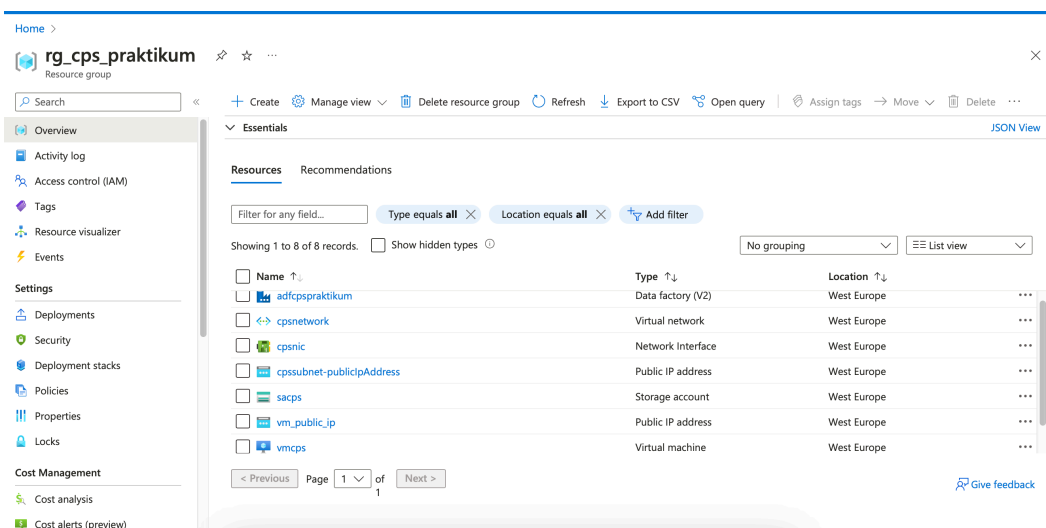 Home >
rg_cps_praktikum
Resource group
Search
Create Manage view Delete resource group Refresh Export to CSV Open query Assign tags Move Delete
Overview
Activity log
Access control (IAM)
Tags
Resource visualizer
Events
Settings
Deployments
Security
Deployment stacks
Policies
Properties
Locks
Cost Management
Cost analysis
Cost alerts (preview)
Essentials
JSON View
Resources Recommendations
Filter for any field... Type equals all Location equals all Add filter
Showing 1 to 8 of 8 records. Show hidden types No grouping List view
Name Type Location
adfcpspraktikum Data factory (V2) West Europe
cpsnetwork Virtual network West Europe
cpsnic Network Interface West Europe
cpssubnet-publicIpAddress Public IP address West Europe
sacps Storage account West Europe
vm_public_ip Public IP address West Europe
vmcps Virtual machine West Europe
< Previous Page 1 of 1 Next >
Give feedback